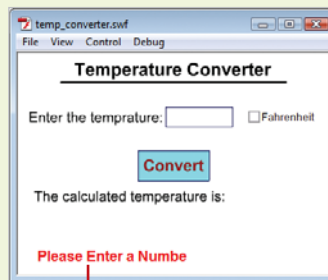 temp_converter.swf
File View Control Debug
Temperature Converter
Enter the temprature: Fahrenheit
Convert
The calculated temperature is:
Please Enter a Numbe